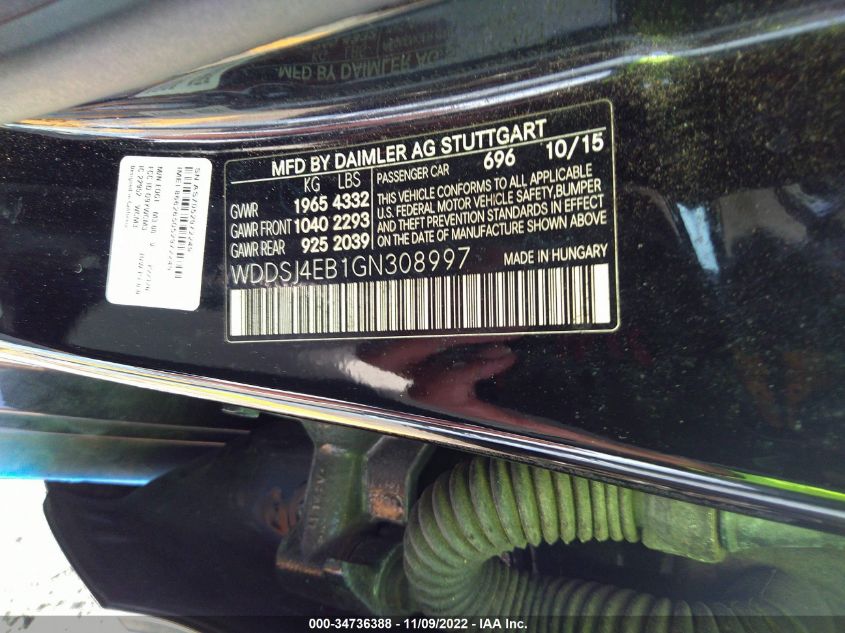 MFD BY DAIMLER AG STUTTGART
696 10/15
KG LBS
PASSENGER CAR
GVWR 1965 4332
GAWR FRONT 1040 2293
GAWR REAR 925 2039
THIS VEHICLE CONFORMS TO ALL APPLICABLE
U.S. FEDERAL MOTOR VEHICLE SAFETY,BUMPER
AND THEFT PREVENTION STANDARDS IN EFFECT
ON THE DATE OF MANUFACTURE SHOWN ABOVE.
WDDSJ4EB1GN308997
MADE IN HUNGARY
000-34736388 - 11/09/2022 - IAA Inc.